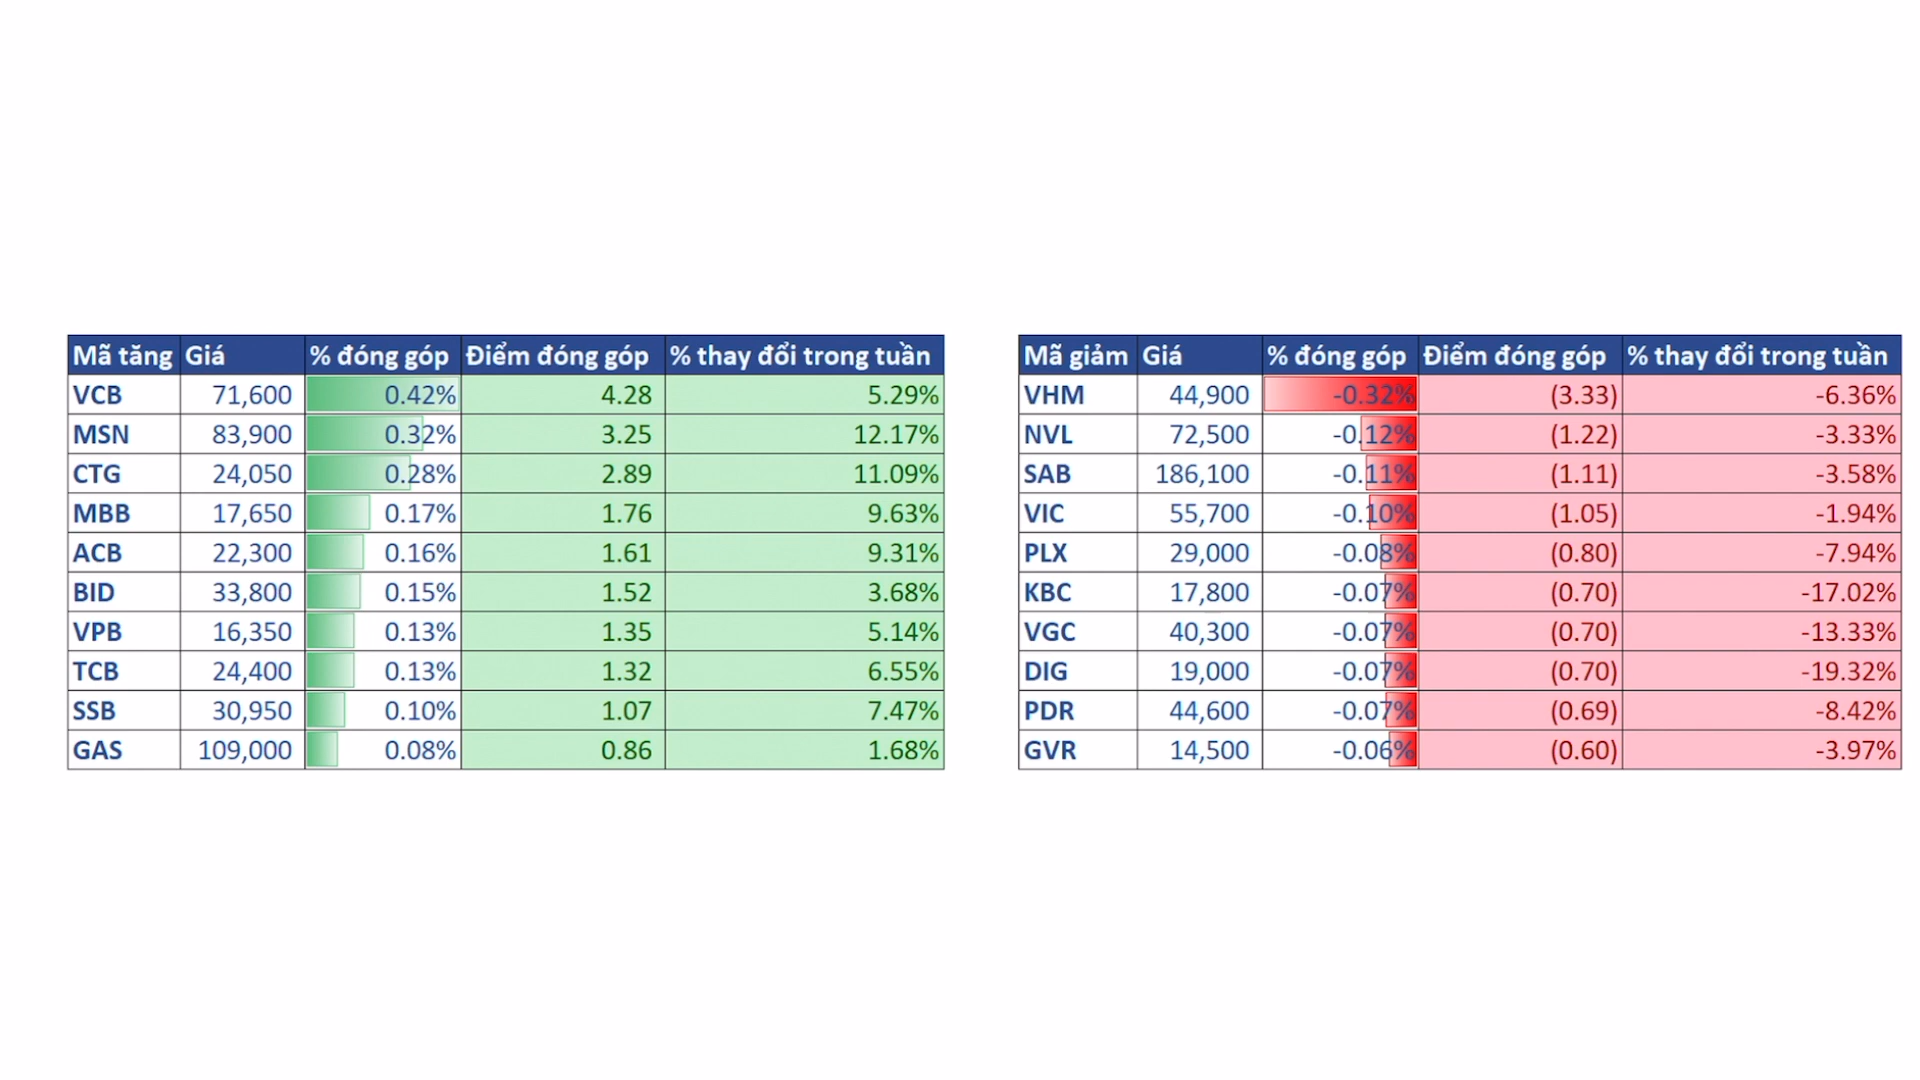 Mã tăng Giá % đóng góp Điểm đóng góp % thay đổi trong tuần
VCB 71,600 0.42% 4.28 5.29%
MSN 83,900 0.32% 3.25 12.17%
CTG 24,050 0.28% 2.89 11.09%
MBB 17,650 0.17% 1.76 9.63%
ACB 22,300 0.16% 1.61 9.31%
BID 33,800 0.15% 1.52 3.68%
VPB 16,350 0.13% 1.35 5.14%
TCB 24,400 0.13% 1.32 6.55%
SSB 30,950 0.10% 1.07 7.47%
GAS 109,000 0.08% 0.86 1.68%
Mã giảm Giá % đóng góp Điểm đóng góp % thay đổi trong tuần
VHM 44,900 -0.32% (3.33) -6.36%
NVL 72,500 -0.12% (1.22) -3.33%
SAB 186,100 -0.11% (1.11) -3.58%
VIC 55,700 -0.10% (1.05) -1.94%
PLX 29,000 -0.08% (0.80) -7.94%
KBC 17,800 -0.07% (0.70) -17.02%
VGC 40,300 -0.07% (0.70) -13.33%
DIG 19,000 -0.07% (0.70) -19.32%
PDR 44,600 -0.07% (0.69) -8.42%
GVR 14,500 -0.06% (0.60) -3.97%